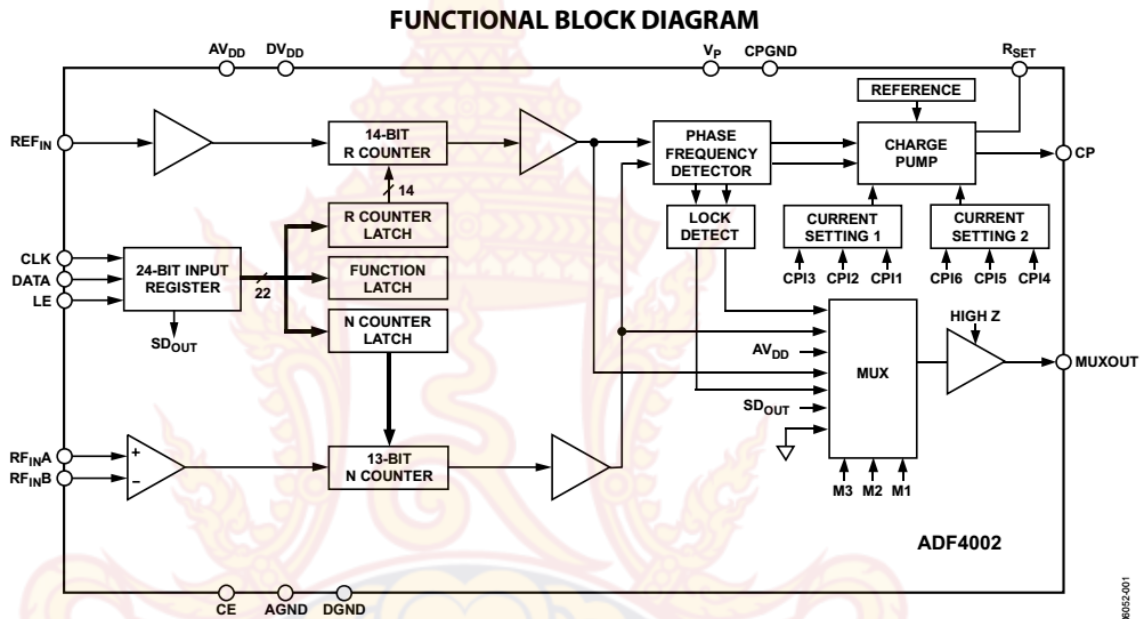 FUNCTIONAL BLOCK DIAGRAM
AVDD DVDD VP CPGND RSET
REFERENCE
REFIN
14-BIT
R COUNTER
PHASE
FREQUENCY
DETECTOR
CHARGE
PUMP
CP
14
R COUNTER
LATCH
LOCK
DETECT
CURRENT
SETTING 1
CURRENT
SETTING 2
CLK
DATA
LE
24-BIT INPUT
REGISTER
22
FUNCTION
LATCH
CPI3 CPI2 CPI1 CPI6 CPI5 CPI4
N COUNTER
LATCH
SDOUT
HIGH Z
AVDD
MUX
MUXOUT
SDOUT
RFINA
RFINB
+
−
13-BIT
N COUNTER
M3 M2 M1
ADF4002
CE AGND DGND
06052-001